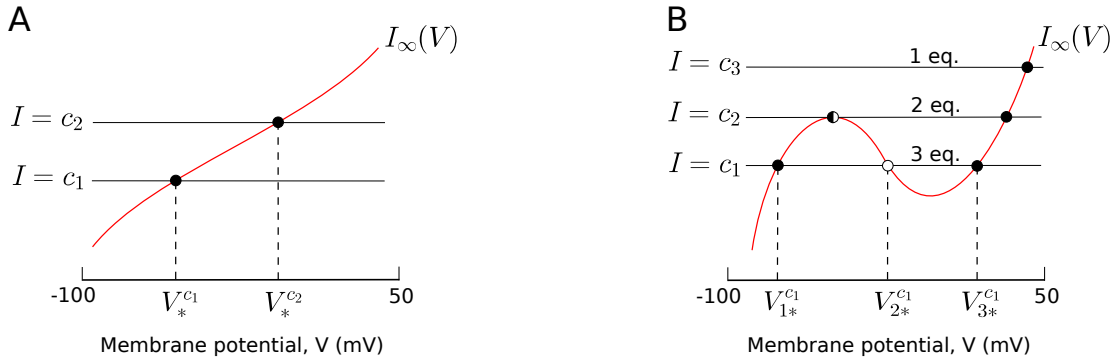 A
I∞(V)
I = c₂
I = c₁
-100
V*^c₁
V*^c₂
50
Membrane potential, V (mV)
B
I∞(V)
I = c₃
1 eq.
I = c₂
2 eq.
I = c₁
3 eq.
-100
V₁*^c₁
V₂*^c₁
V₃*^c₁
50
Membrane potential, V (mV)